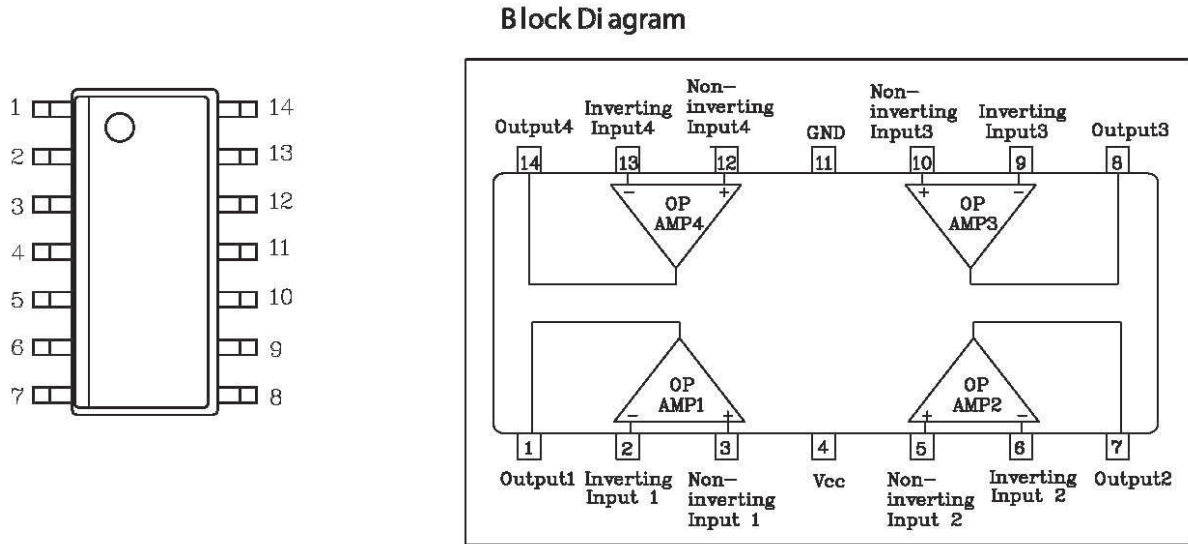 Block Diagram
1
2
3
4
5
6
7
14
13
12
11
10
9
8
Output4
Inverting
Input4
Non-
inverting
Input4
GND
Non-
inverting
Input3
Inverting
Input3
Output3
14 13 12 11 10 9 8
- + + -
OP
AMP4
OP
AMP3
OP
AMP1
OP
AMP2
- + + -
1 2 3 4 5 6 7
Output1
Inverting
Input 1
Non-
inverting
Input 1
Vcc
Non-
inverting
Input 2
Inverting
Input 2
Output2